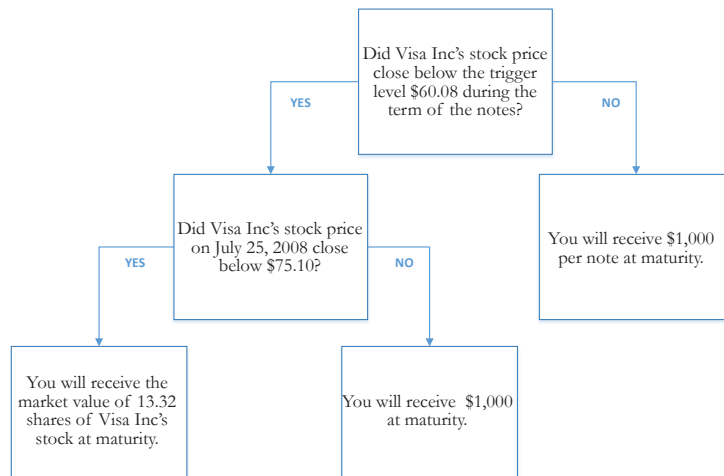 Did Visa Inc's stock price
close below the trigger
level $60.08 during the
term of the notes?
YES
NO
Did Visa Inc's stock price
on July 25, 2008 close
below $75.10?
You will receive $1,000
per note at maturity.
YES
NO
You will receive the
market value of 13.32
shares of Visa Inc's
stock at maturity.
You will receive $1,000
at maturity.